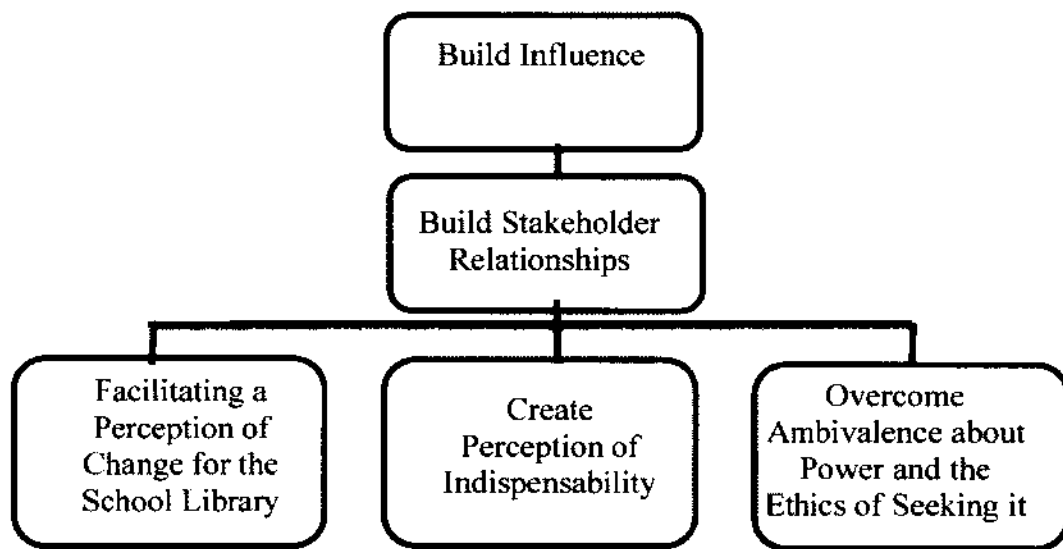 Build Influence
Build Stakeholder
Relationships
Facilitating a
Perception of
Change for the
School Library
Create
Perception of
Indispensability
Overcome
Ambivalence about
Power and the
Ethics of Seeking it